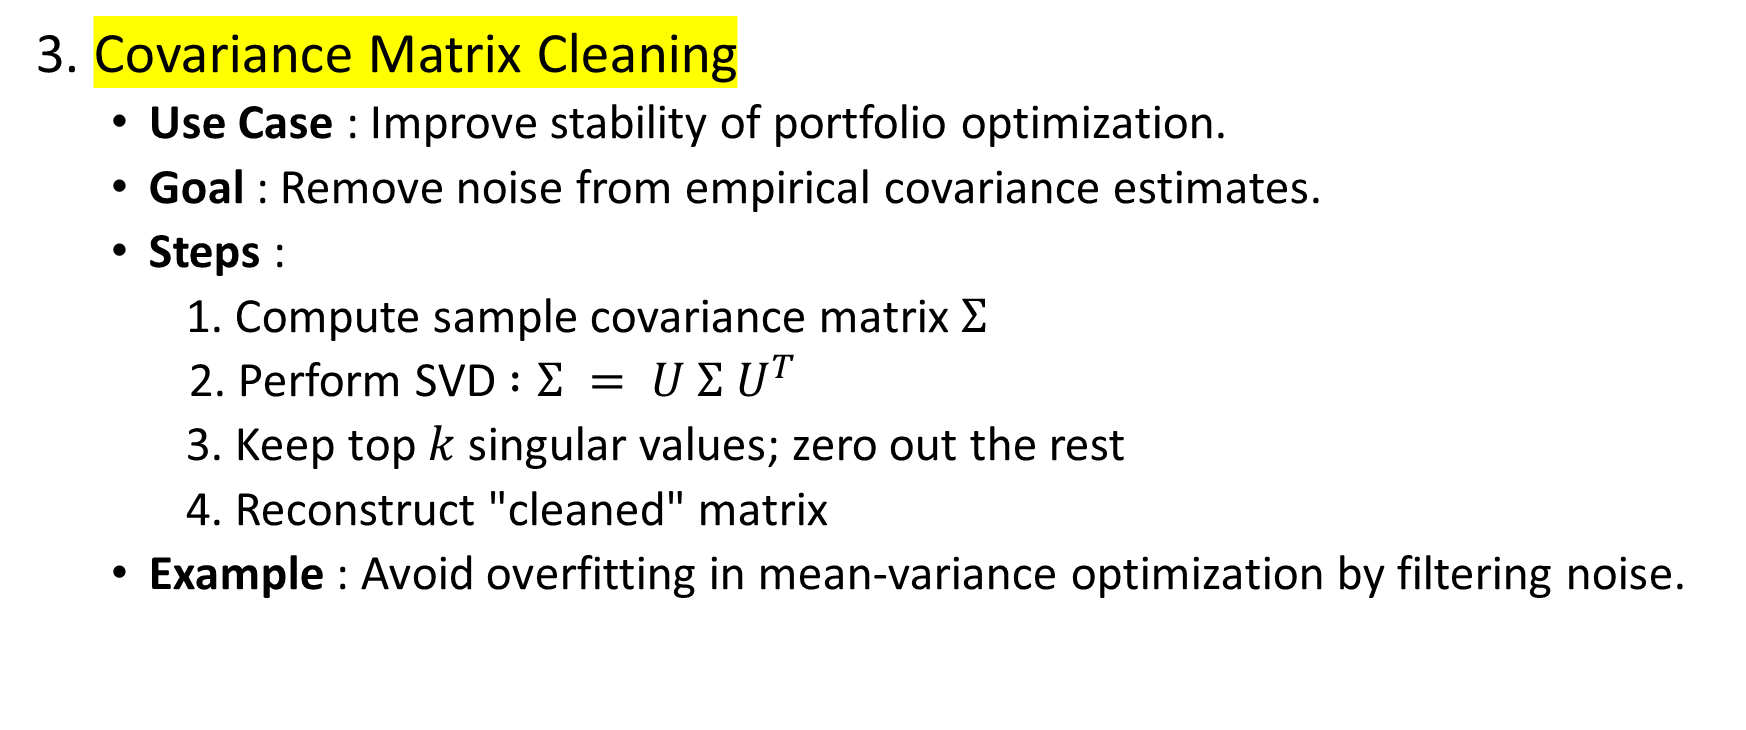 3. Covariance Matrix Cleaning
• Use Case : Improve stability of portfolio optimization.
• Goal : Remove noise from empirical covariance estimates.
• Steps :
1. Compute sample covariance matrix Σ
2. Perform SVD : Σ = U Σ Uᵀ
3. Keep top k singular values; zero out the rest
4. Reconstruct "cleaned" matrix
• Example : Avoid overfitting in mean-variance optimization by filtering noise.